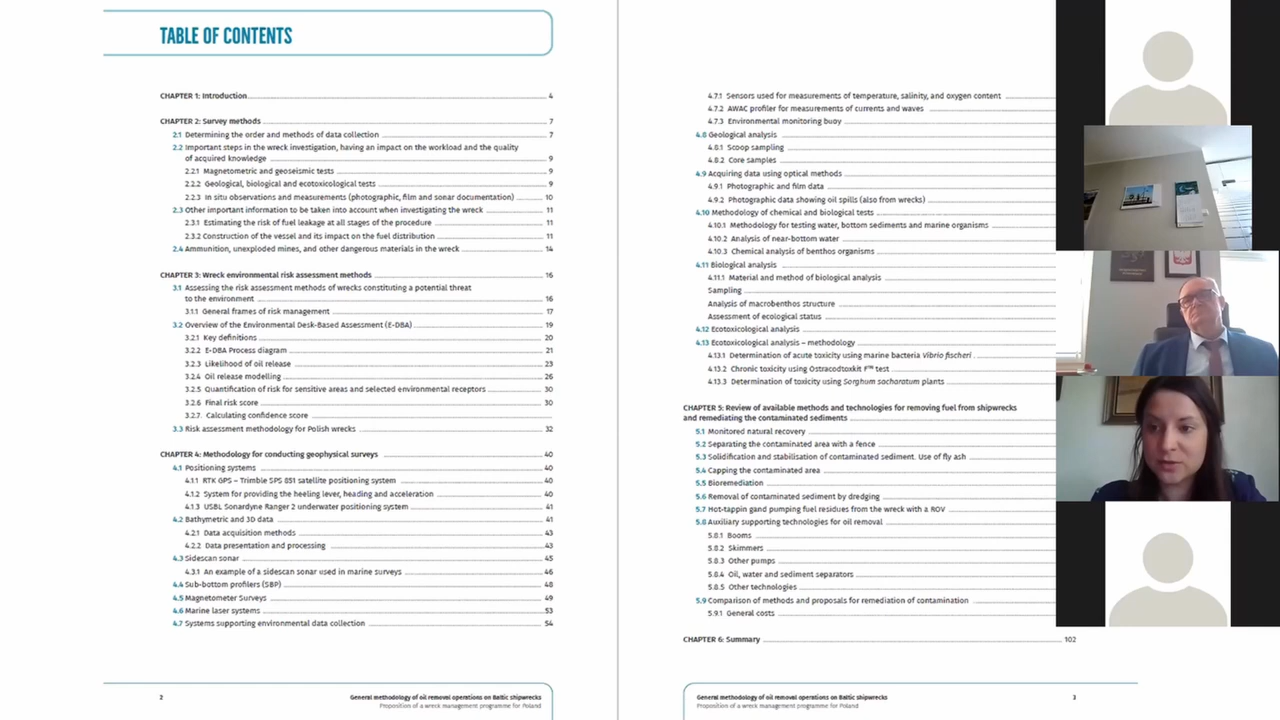 TABLE OF CONTENTS
CHAPTER 1: Introduction 4
CHAPTER 2: Survey methods 7
2.1 Determining the order and methods of data collection 7
2.2 Important steps in the wreck investigation, having an impact on the workload and the quality
of acquired knowledge 9
2.2.1 Magnetometric and geoseismic tests 9
2.2.2 Geological, biological and ecotoxicological tests 9
2.2.3 In situ observations and measurements (photographic, film and sonar documentation) 10
2.3 Other important information to be taken into account when investigating the wreck 11
2.3.1 Estimating the risk of fuel leakage at all stages of the procedure 11
2.3.2 Construction of the vessel and its impact on the fuel distribution 11
2.4 Ammunition, unexploded mines, and other dangerous materials in the wreck 14
CHAPTER 3: Wreck environmental risk assessment methods 16
3.1 Assessing the risk assessment methods of wrecks constituting a potential threat
to the environment 16
3.1.1 General frames of risk management 17
3.2 Overview of the Environmental Desk-Based Assessment (E-DBA) 19
3.2.1 Key definitions 20
3.2.2 E-DBA Process diagram 21
3.2.3 Likelihood of oil release 23
3.2.4 Oil release modelling 26
3.2.5 Quantification of risk for sensitive areas and selected environmental receptors 30
3.2.6 Final risk score 30
3.2.7. Calculating confidence score
3.3 Risk assessment methodology for Polish wrecks 32
CHAPTER 4: Methodology for conducting geophysical surveys 40
4.1 Positioning systems 40
4.1.1 RTK GPS – Trimble SPS 851 satellite positioning system 40
4.1.2 System for providing the heeling lever, heading and acceleration 40
4.1.3 USBL Sonardyne Ranger 2 underwater positioning system 41
4.2 Bathymetric and 3D data 41
4.2.1 Data acquisition methods 43
4.2.2 Data presentation and processing 43
4.3 Sidescan sonar 45
4.3.1 An example of a sidescan sonar used in marine surveys 46
4.4 Sub-bottom profilers (SBP) 48
4.5 Magnetometer Surveys 49
4.6 Marine laser systems 53
4.7 Systems supporting environmental data collection 54
2
General methodology of oil removal operations on Baltic shipwrecks
Proposition of a wreck management programme for Poland
4.7.1 Sensors used for measurements of temperature, salinity, and oxygen content
4.7.2 AWAC profiler for measurements of currents and waves
4.7.3 Environmental monitoring buoy
4.8 Geological analysis
4.8.1 Scoop sampling
4.8.2 Core samples
4.9 Acquiring data using optical methods
4.9.1 Photographic and film data
4.9.2 Photographic data showing oil spills (also from wrecks)
4.10 Methodology of chemical and biological tests
4.10.1 Methodology for testing water, bottom sediments and marine organisms
4.10.2 Analysis of near-bottom water
4.10.3 Chemical analysis of benthos organisms
4.11 Biological analysis
4.11.1 Material and method of biological analysis
Sampling
Analysis of macrobenthos structure
Assessment of ecological status
4.12 Ecotoxicological analysis
4.13 Ecotoxicological analysis – methodology
4.13.1 Determination of acute toxicity using marine bacteria Vibrio fischeri
4.13.2 Chronic toxicity using Ostracodtoxkit F™ test
4.13.3 Determination of toxicity using Sorghum sacharatum plants
CHAPTER 5: Review of available methods and technologies for removing fuel from shipwrecks
and remediating the contaminated sediments
5.1 Monitored natural recovery
5.2 Separating the contaminated area with a fence
5.3 Solidification and stabilisation of contaminated sediment. Use of fly ash
5.4 Capping the contaminated area
5.5 Bioremediation
5.6 Removal of contaminated sediment by dredging
5.7 Hot-tappin gand pumping fuel residues from the wreck with a ROV
5.8 Auxiliary supporting technologies for oil removal
5.8.1 Booms
5.8.2 Skimmers
5.8.3 Other pumps
5.8.4 Oil, water and sediment separators
5.8.5 Other technologies
5.9 Comparison of methods and proposals for remediation of contamination
5.9.1 General costs
CHAPTER 6: Summary 102
General methodology of oil removal operations on Baltic shipwrecks
Proposition of a wreck management programme for Poland
3